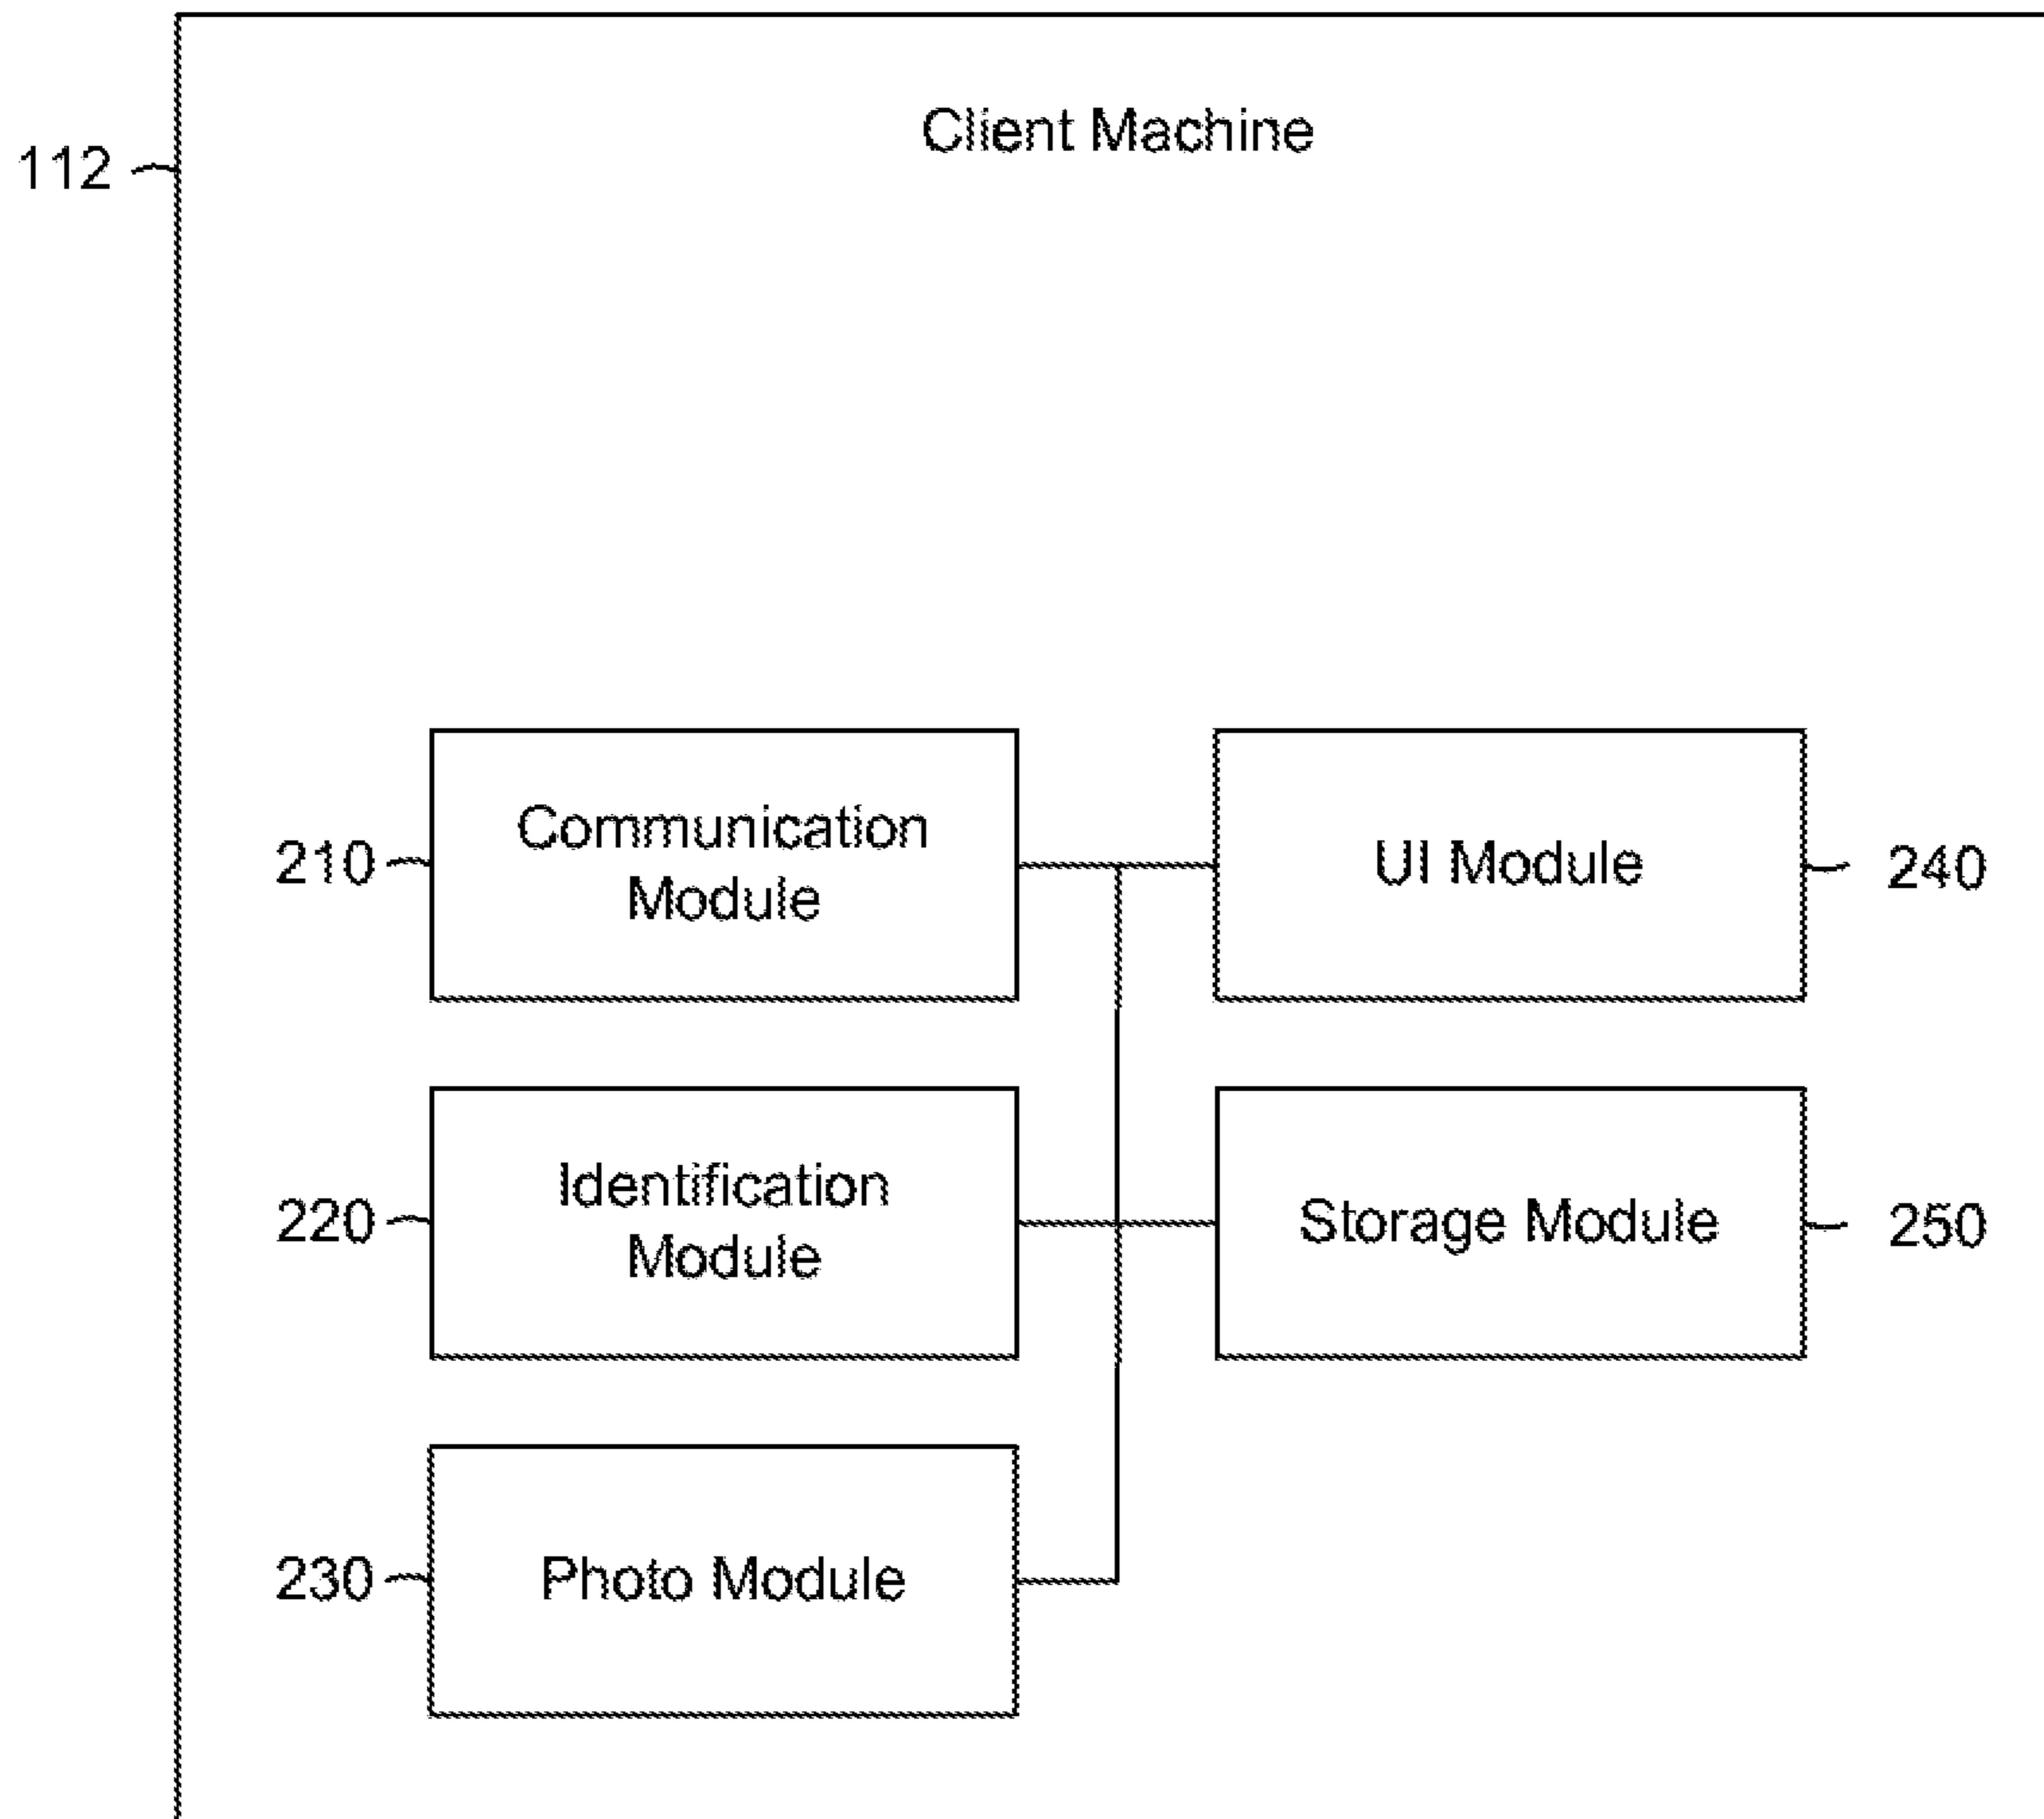 Client Machine
112
Communication
Module
210
UI Module
240
Identification
Module
220
Storage Module
250
Photo Module
230